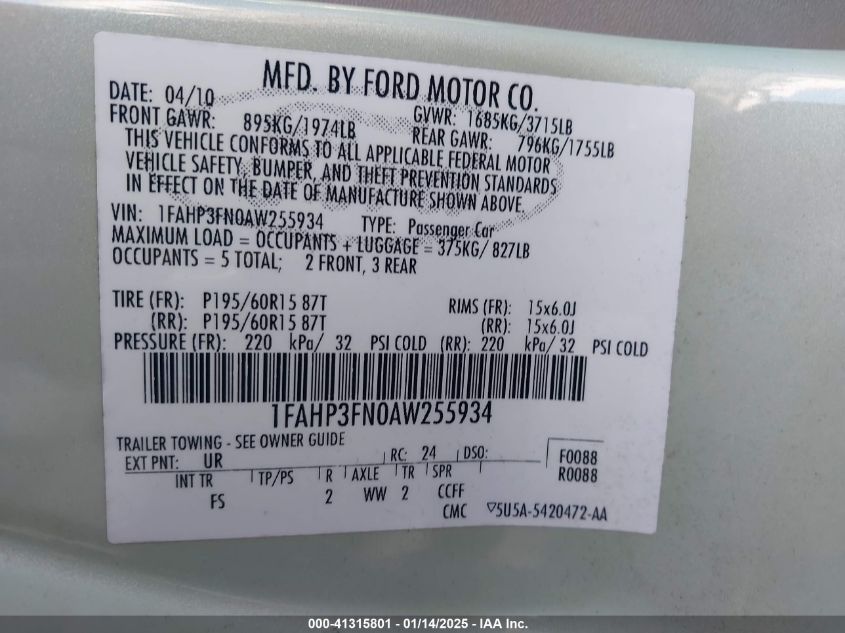 MFD. BY FORD MOTOR CO.
DATE: 04/10 GVWR: 1685KG/3715LB
FRONT GAWR: 895KG/1974LB REAR GAWR: 796KG/1755LB
THIS VEHICLE CONFORMS TO ALL APPLICABLE FEDERAL MOTOR
VEHICLE SAFETY, BUMPER, AND THEFT PREVENTION STANDARDS
IN EFFECT ON THE DATE OF MANUFACTURE SHOWN ABOVE.
VIN: 1FAHP3FN0AW255934 TYPE: Passenger Car
MAXIMUM LOAD = OCCUPANTS + LUGGAGE = 375KG/ 827LB
OCCUPANTS = 5 TOTAL; 2 FRONT, 3 REAR
TIRE (FR): P195/60R15 87T RIMS (FR): 15x6.0J
(RR): P195/60R15 87T (RR): 15x6.0J
PRESSURE (FR): 220 kPa/ 32 PSI COLD (RR): 220 kPa/ 32 PSI COLD
1FAHP3FN0AW255934
TRAILER TOWING - SEE OWNER GUIDE
EXT PNT: UR RC: 24 DSO: F0088
INT TR TP/PS R AXLE TR SPR R0088
FS 2 WW 2 CCFF
CMC ▽5U5A-5420472-AA
000-41315801 - 01/14/2025 - IAA Inc.